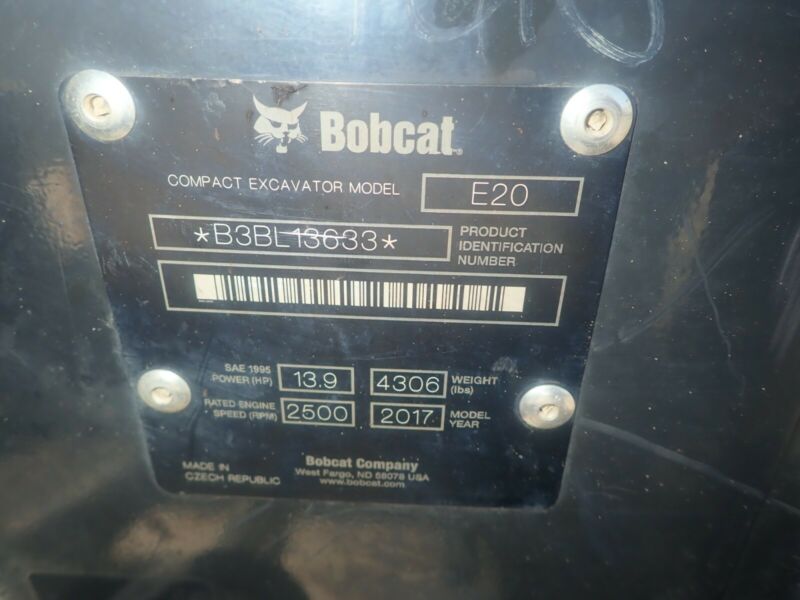 Bobcat
COMPACT EXCAVATOR MODEL E20
*B3BL13633* PRODUCT
IDENTIFICATION
NUMBER
SAE 1995
POWER (HP) 13.9 4306 WEIGHT
(lbs)
RATED ENGINE
SPEED (RPM) 2500 2017 MODEL
YEAR
MADE IN
CZECH REPUBLIC
Bobcat Company
West Fargo, ND 58078 USA
www.bobcat.com